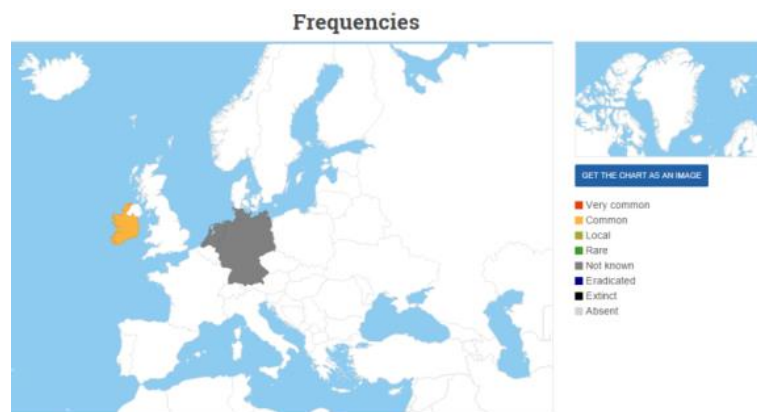 Frequencies
GET THE CHART AS AN IMAGE
Very common
Common
Local
Rare
Not known
Eradicated
Extinct
Absent